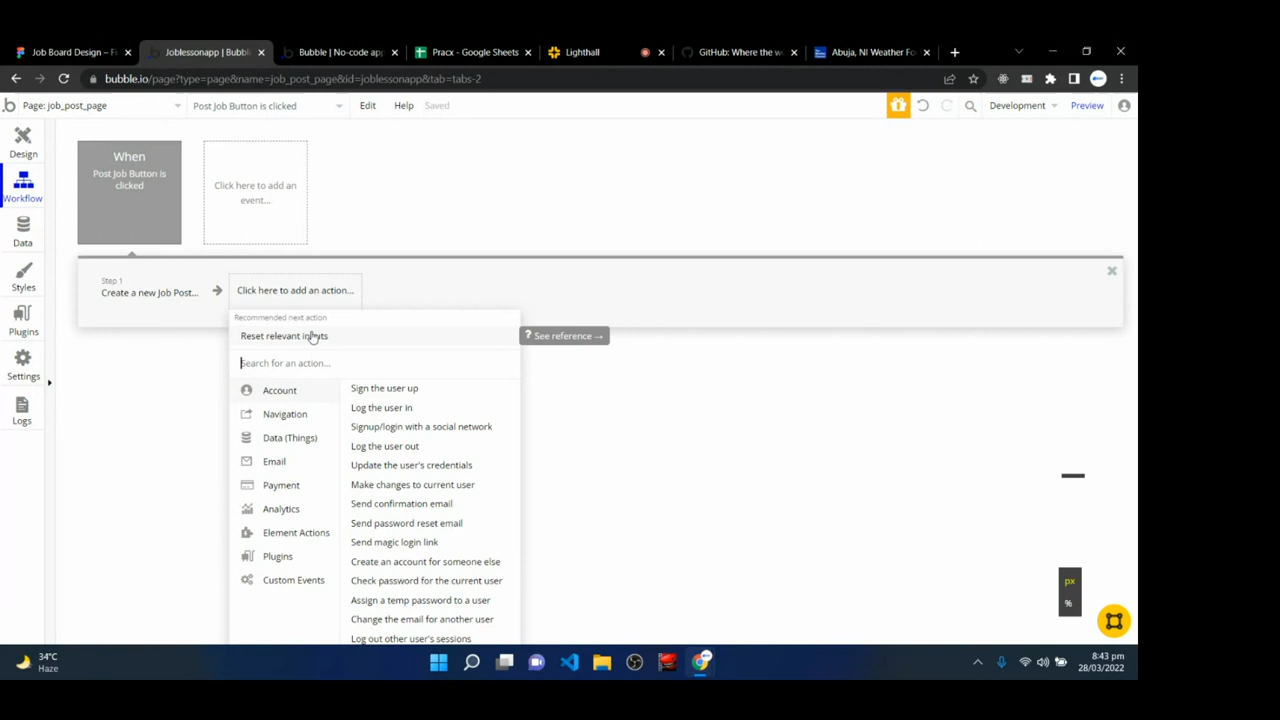 Job Board Design – Fi
Joblessonapp | Bubbl
Bubble | No-code app
Pracx - Google Sheets
Lighthall
GitHub: Where the w
Abuja, NI Weather Fo
bubble.io/page?type=page&name=job_post_page&id=joblessonapp&tab=tabs-2
Page: job_post_page
Post Job Button is clicked
Edit
Help
Saved
Development
Preview
Design
Workflow
Data
Styles
Plugins
Settings
Logs
When
Post Job Button is
clicked
Click here to add an
event...
Step 1
Create a new Job Post...
Click here to add an action...
Recommended next action
Reset relevant inputs
? See reference →
Search for an action...
Account
Navigation
Data (Things)
Email
Payment
Analytics
Element Actions
Plugins
Custom Events
Sign the user up
Log the user in
Signup/login with a social network
Log the user out
Update the user's credentials
Make changes to current user
Send confirmation email
Send password reset email
Send magic login link
Create an account for someone else
Check password for the current user
Assign a temp password to a user
Change the email for another user
Log out other user's sessions
px
%
34°C
Haze
8:43 pm
28/03/2022